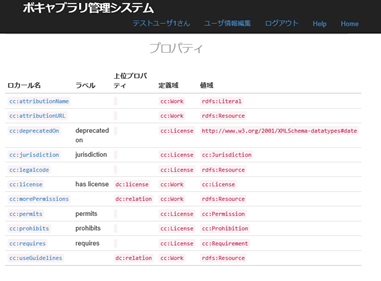 ボキャブラリ管理システム
テストユーザ1さん ユーザ情報編集 ログアウト Help Home
プロパティ
ロカール名 ラベル 上位プロパティ 定義域 値域
cc:attributionName cc:Work rdfs:Literal
cc:attributionURL cc:Work rdfs:Resource
cc:deprecatedOn deprecated on cc:License http://www.w3.org/2001/XMLSchema-datatypes#date
cc:jurisdiction jurisdiction cc:License cc:Jurisdiction
cc:legalcode cc:License rdfs:Resource
cc:license has license dc:license cc:Work cc:License
cc:morePermissions dc:relation cc:Work rdfs:Resource
cc:permits permits cc:License cc:Permission
cc:prohibits prohibits cc:License cc:Prohibition
cc:requires requires cc:License cc:Requirement
cc:useGuidelines dc:relation cc:Work rdfs:Resource